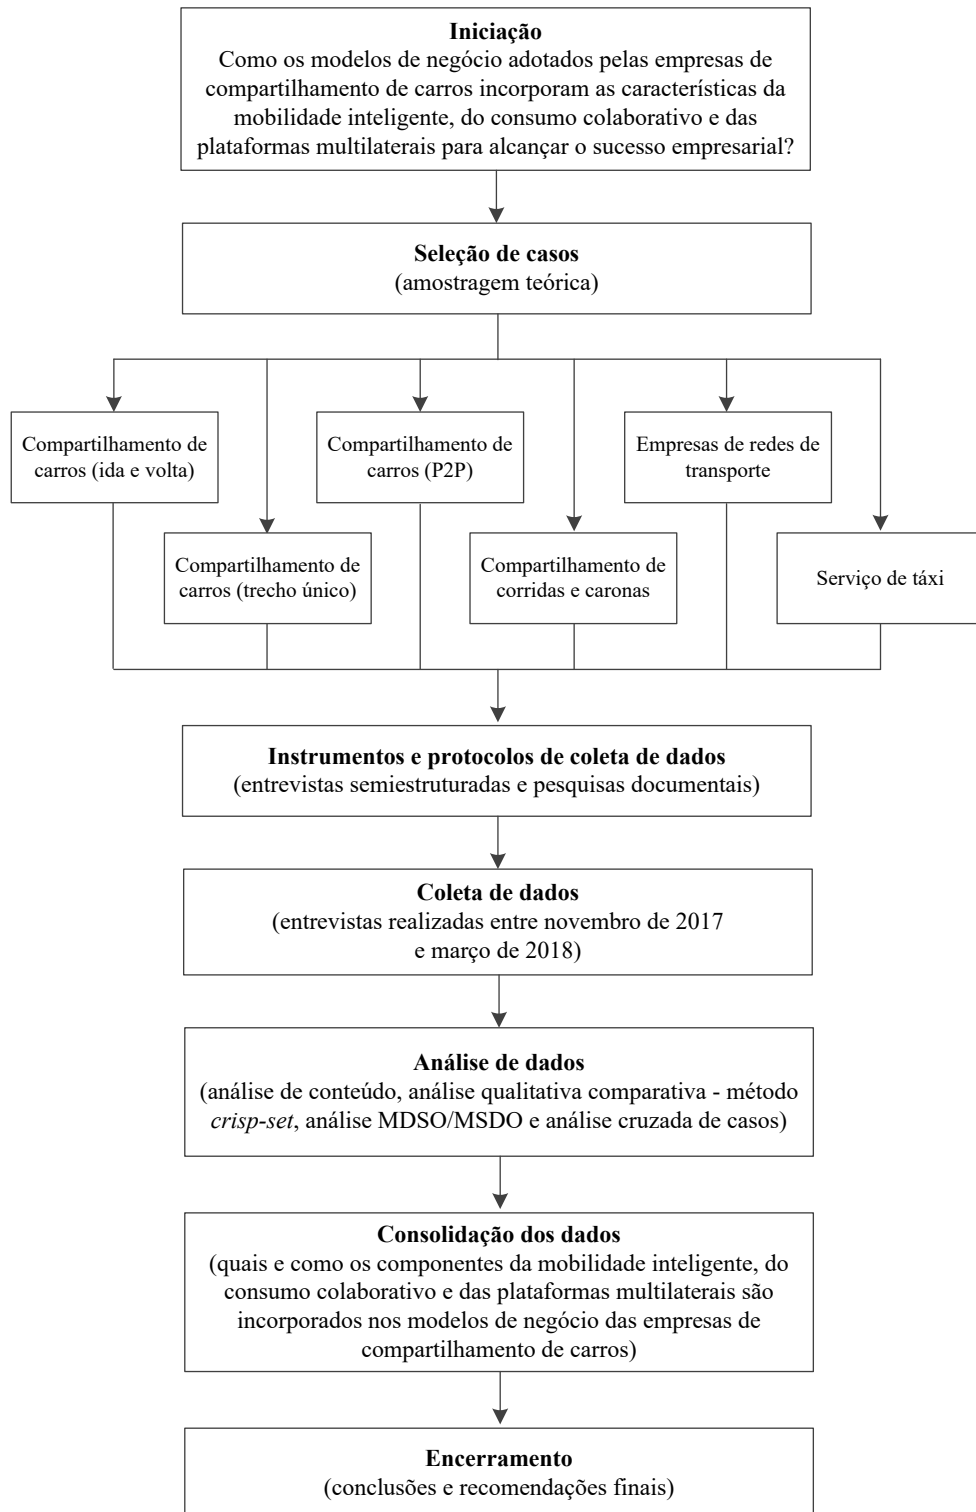 Iniciação
Como os modelos de negócio adotados pelas empresas de
compartilhamento de carros incorporam as características da
mobilidade inteligente, do consumo colaborativo e das
plataformas multilaterais para alcançar o sucesso empresarial?
Seleção de casos
(amostragem teórica)
Compartilhamento de
carros (ida e volta)
Compartilhamento de
carros (P2P)
Empresas de redes de
transporte
Compartilhamento de
carros (trecho único)
Compartilhamento de
corridas e caronas
Serviço de táxi
Instrumentos e protocolos de coleta de dados
(entrevistas semiestruturadas e pesquisas documentais)
Coleta de dados
(entrevistas realizadas entre novembro de 2017
e março de 2018)
Análise de dados
(análise de conteúdo, análise qualitativa comparativa - método
crisp-set, análise MDSO/MSDO e análise cruzada de casos)
Consolidação dos dados
(quais e como os componentes da mobilidade inteligente, do
consumo colaborativo e das plataformas multilaterais são
incorporados nos modelos de negócio das empresas de
compartilhamento de carros)
Encerramento
(conclusões e recomendações finais)